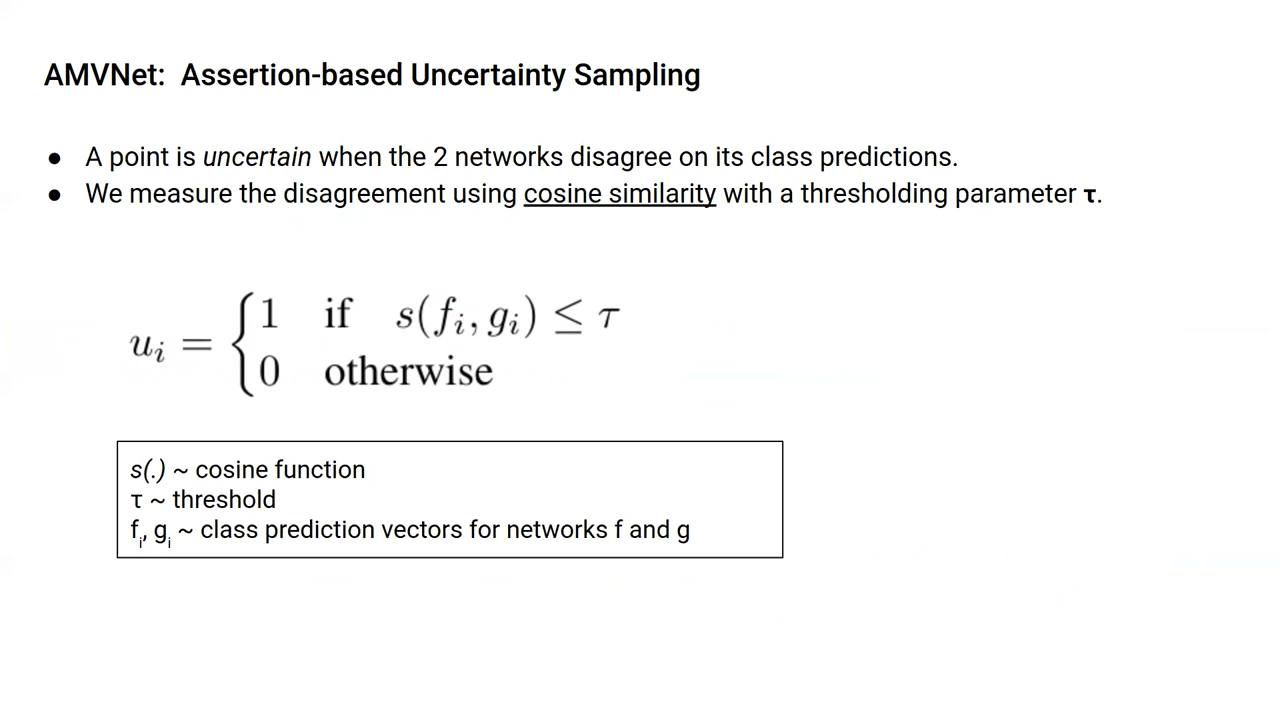 AMVNet: Assertion-based Uncertainty Sampling
● A point is uncertain when the 2 networks disagree on its class predictions.
● We measure the disagreement using cosine similarity with a thresholding parameter τ.
u_i = { 1 if s(f_i, g_i) ≤ τ
0 otherwise
s(.) ~ cosine function
τ ~ threshold
f_i, g_i ~ class prediction vectors for networks f and g